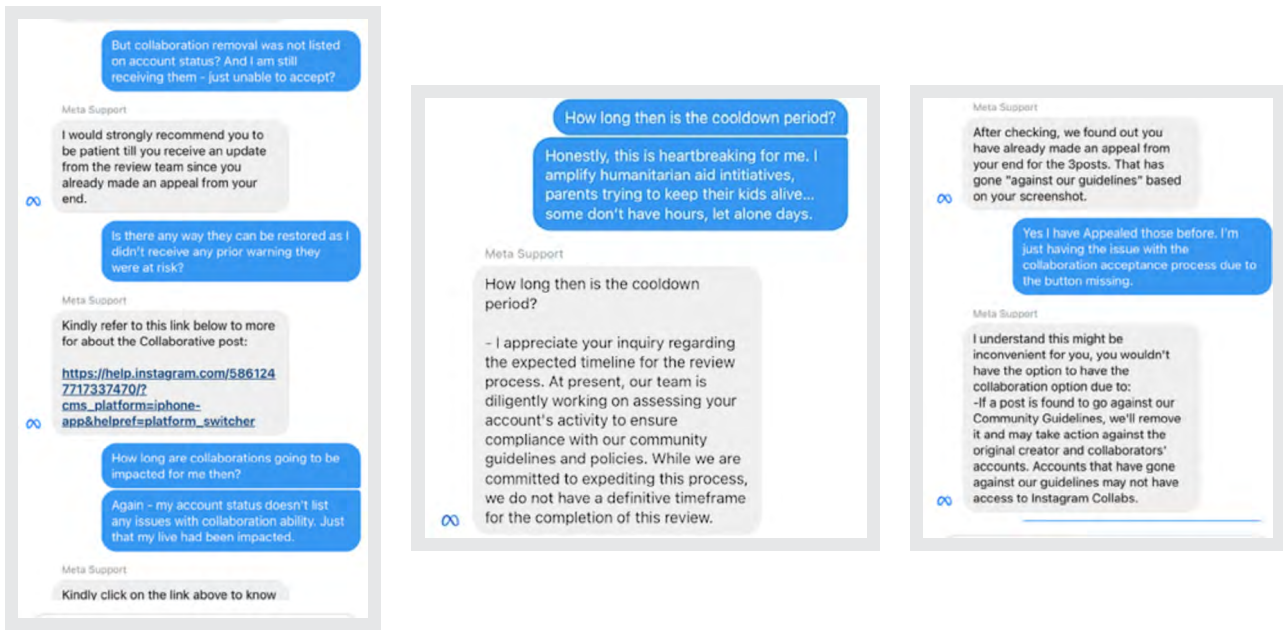 But collaboration removal was not listed
on account status? And I am still
receiving them - just unable to accept?
Meta Support
I would strongly recommend you to
be patient till you receive an update
from the review team since you
already made an appeal from your
end.
Is there any way they can be restored as I
didn't receive any prior warning they
were at risk?
Meta Support
Kindly refer to this link below to more
for about the Collaborative post:
https://help.instagram.com/586124
7717337470/?
cms_platform=iphone-
app&helpref=platform_switcher
How long are collaborations going to be
impacted for me then?
Again - my account status doesn't list
any issues with collaboration ability. Just
that my live had been impacted.
Meta Support
Kindly click on the link above to know
How long then is the cooldown period?
Honestly, this is heartbreaking for me. I
amplify humanitarian aid intitiatives,
parents trying to keep their kids alive...
some don't have hours, let alone days.
Meta Support
How long then is the cooldown
period?
- I appreciate your inquiry regarding
the expected timeline for the review
process. At present, our team is
diligently working on assessing your
account's activity to ensure
compliance with our community
guidelines and policies. While we are
committed to expediting this process,
we do not have a definitive timeframe
for the completion of this review.
Meta Support
After checking, we found out you
have already made an appeal from
your end for the 3posts. That has
gone "against our guidelines" based
on your screenshot.
Yes I have Appealed those before. I'm
just having the issue with the
collaboration acceptance process due to
the button missing.
Meta Support
I understand this might be
inconvenient for you, you wouldn't
have the option to have the
collaboration option due to:
-If a post is found to go against our
Community Guidelines, we'll remove
it and may take action against the
original creator and collaborators'
accounts. Accounts that have gone
against our guidelines may not have
access to Instagram Collabs.